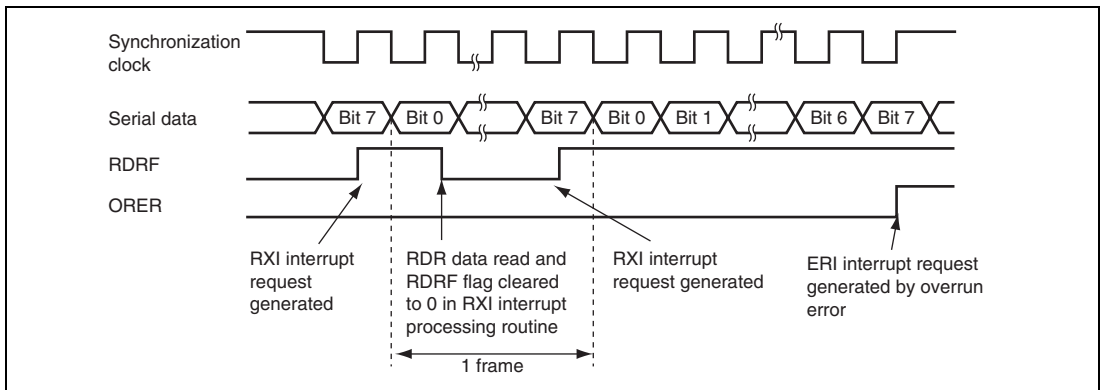 Synchronization
clock
Serial data
Bit 7
Bit 0
Bit 7
Bit 0
Bit 1
Bit 6
Bit 7
RDRF
ORER
RXI interrupt
request
generated
RDR data read and
RDRF flag cleared
to 0 in RXI interrupt
processing routine
RXI interrupt
request generated
ERI interrupt request
generated by overrun
error
1 frame